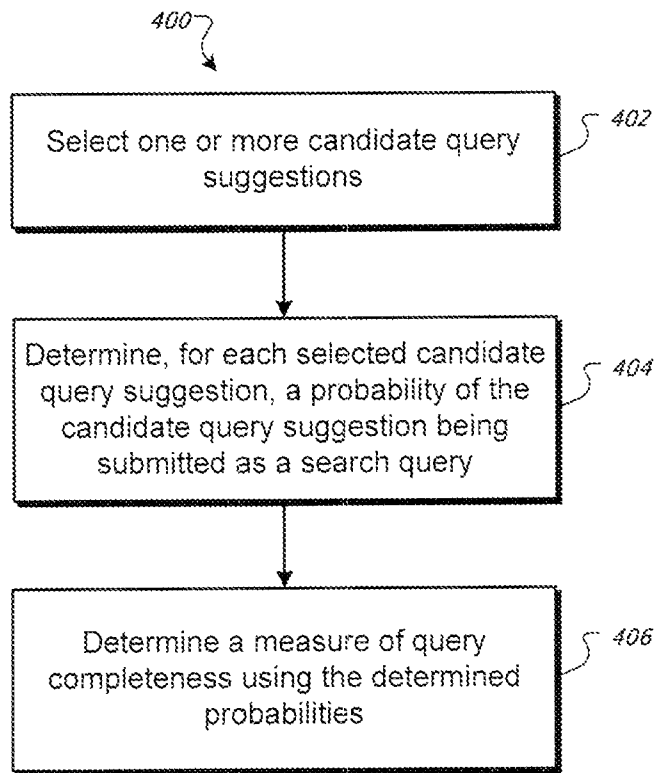 400
Select one or more candidate query
suggestions
402
Determine, for each selected candidate
query suggestion, a probability of the
candidate query suggestion being
submitted as a search query
404
Determine a measure of query
completeness using the determined
probabilities
406